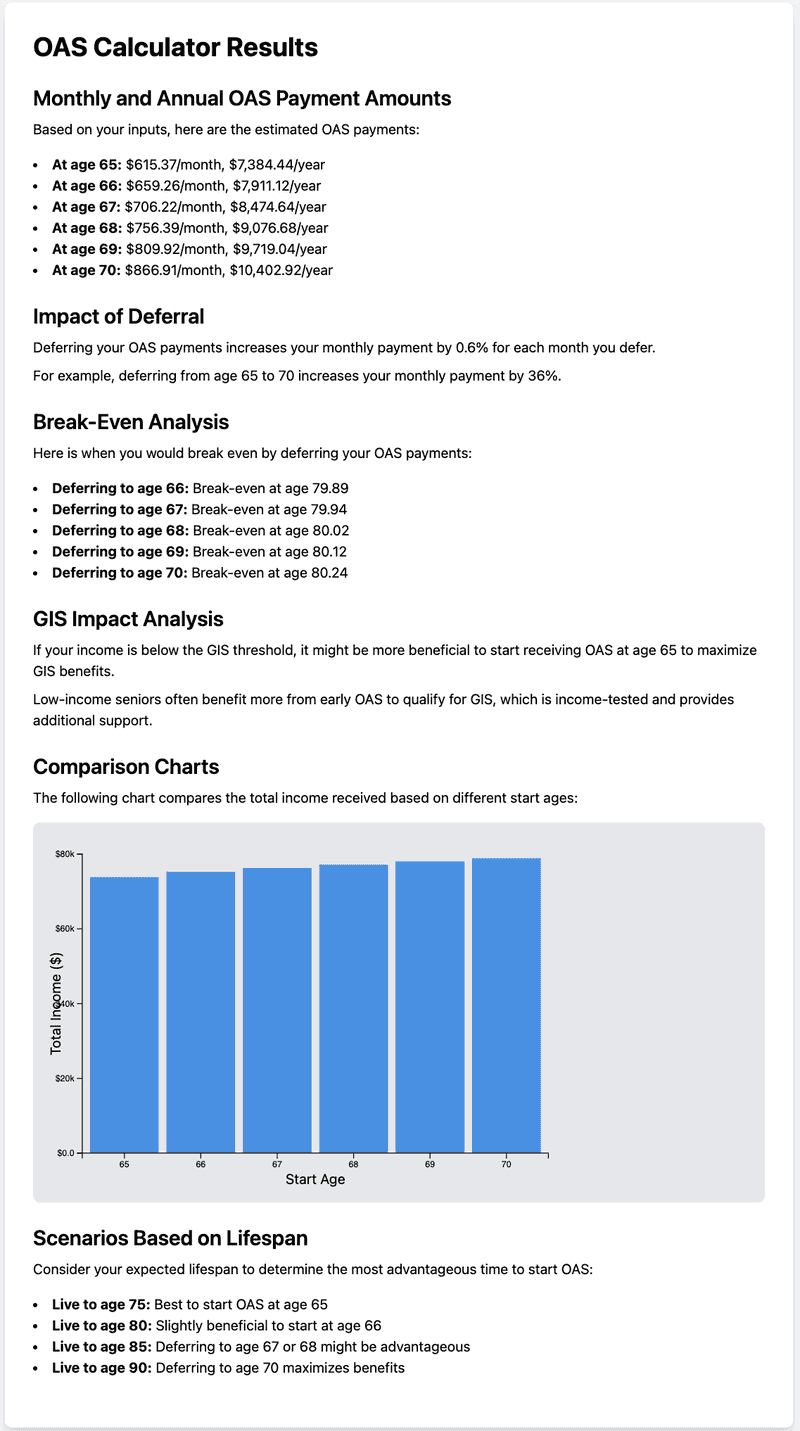 OAS Calculator Results
Monthly and Annual OAS Payment Amounts
Based on your inputs, here are the estimated OAS payments:
• At age 65: $615.37/month, $7,384.44/year
• At age 66: $659.26/month, $7,911.12/year
• At age 67: $706.22/month, $8,474.64/year
• At age 68: $756.39/month, $9,076.68/year
• At age 69: $809.92/month, $9,719.04/year
• At age 70: $866.91/month, $10,402.92/year
Impact of Deferral
Deferring your OAS payments increases your monthly payment by 0.6% for each month you defer.
For example, deferring from age 65 to 70 increases your monthly payment by 36%.
Break-Even Analysis
Here is when you would break even by deferring your OAS payments:
• Deferring to age 66: Break-even at age 79.89
• Deferring to age 67: Break-even at age 79.94
• Deferring to age 68: Break-even at age 80.02
• Deferring to age 69: Break-even at age 80.12
• Deferring to age 70: Break-even at age 80.24
GIS Impact Analysis
If your income is below the GIS threshold, it might be more beneficial to start receiving OAS at age 65 to maximize
GIS benefits.
Low-income seniors often benefit more from early OAS to qualify for GIS, which is income-tested and provides
additional support.
Comparison Charts
The following chart compares the total income received based on different start ages:
$80k
$60k
$40k
$20k
$0.0
Total Income ($)
65 66 67 68 69 70
Start Age
Scenarios Based on Lifespan
Consider your expected lifespan to determine the most advantageous time to start OAS:
• Live to age 75: Best to start OAS at age 65
• Live to age 80: Slightly beneficial to start at age 66
• Live to age 85: Deferring to age 67 or 68 might be advantageous
• Live to age 90: Deferring to age 70 maximizes benefits